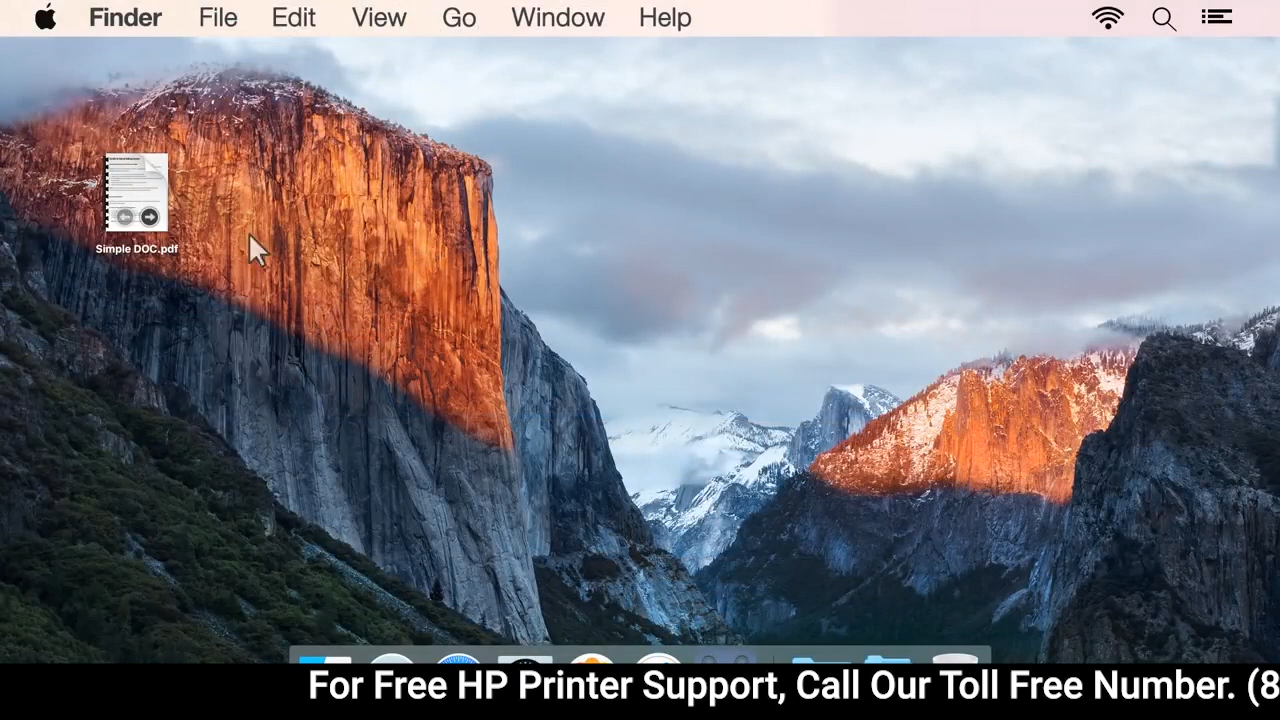 Finder File Edit View Go Window Help
Simple DOC.pdf
For Free HP Printer Support, Call Our Toll Free Number. (8